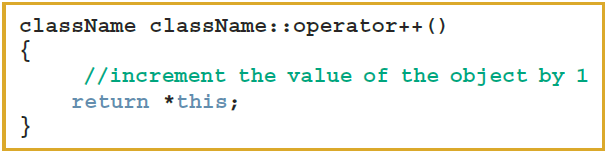 className className::operator++()
{
//increment the value of the object by 1
return *this;
}